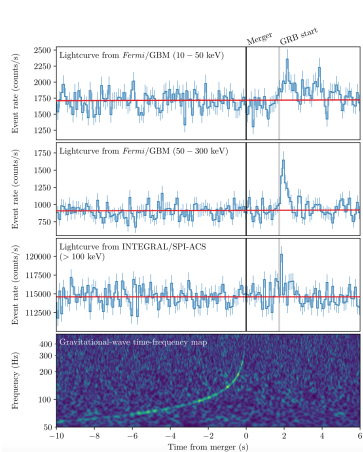 Merger
GRB start
Lightcurve from Fermi/GBM (10 − 50 keV)
2500
2250
2000
1750
1500
1250
Event rate (counts/s)
Lightcurve from Fermi/GBM (50 − 300 keV)
1750
1500
1250
1000
750
Event rate (counts/s)
Lightcurve from INTEGRAL/SPI-ACS
(> 100 keV)
120000
117500
115000
112500
Event rate (counts/s)
Gravitational-wave time-frequency map
400
300
200
100
50
Frequency (Hz)
−10 −8 −6 −4 −2 0 2 4 6
Time from merger (s)